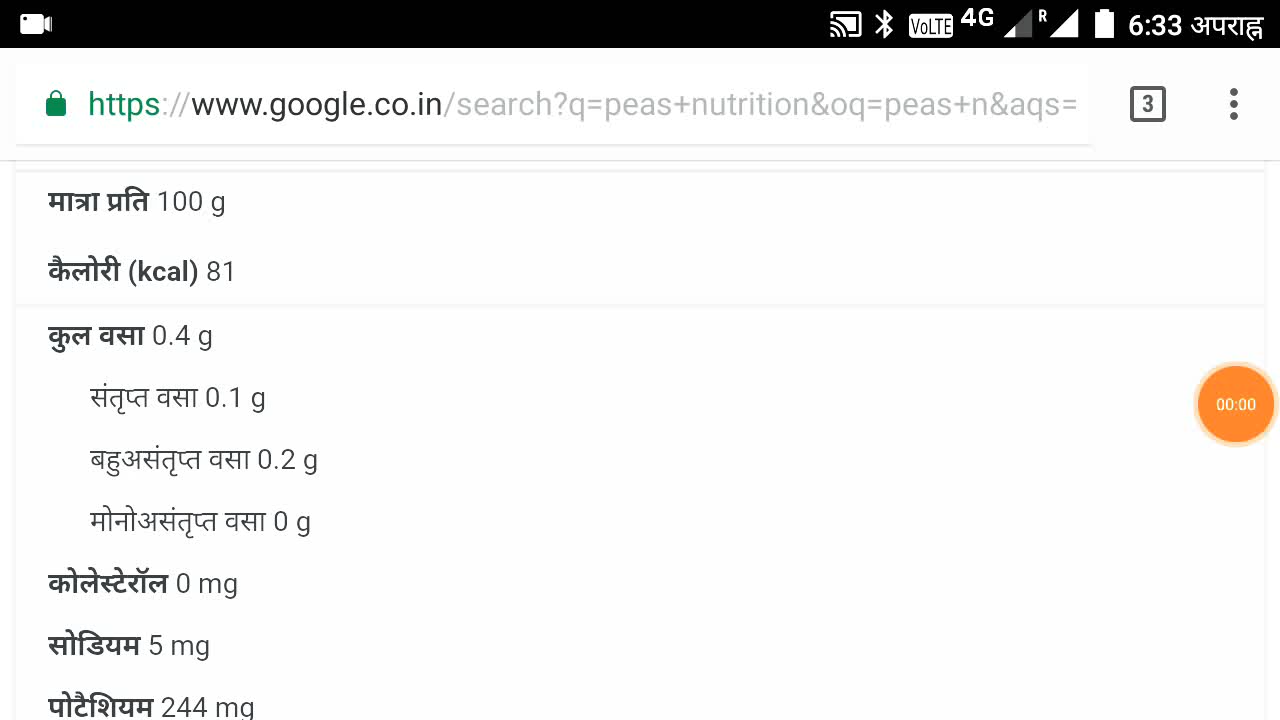 VoLTE 4G R 6:33 अपराह्न
https://www.google.co.in/search?q=peas+nutrition&oq=peas+n&aqs=
3
मात्रा प्रति 100 g
कैलोरी (kcal) 81
कुल वसा 0.4 g
संतृप्त वसा 0.1 g
00:00
बहुअसंतृप्त वसा 0.2 g
मोनोअसंतृप्त वसा 0 g
कोलेस्टेरॉल 0 mg
सोडियम 5 mg
पोटैशियम 244 mg